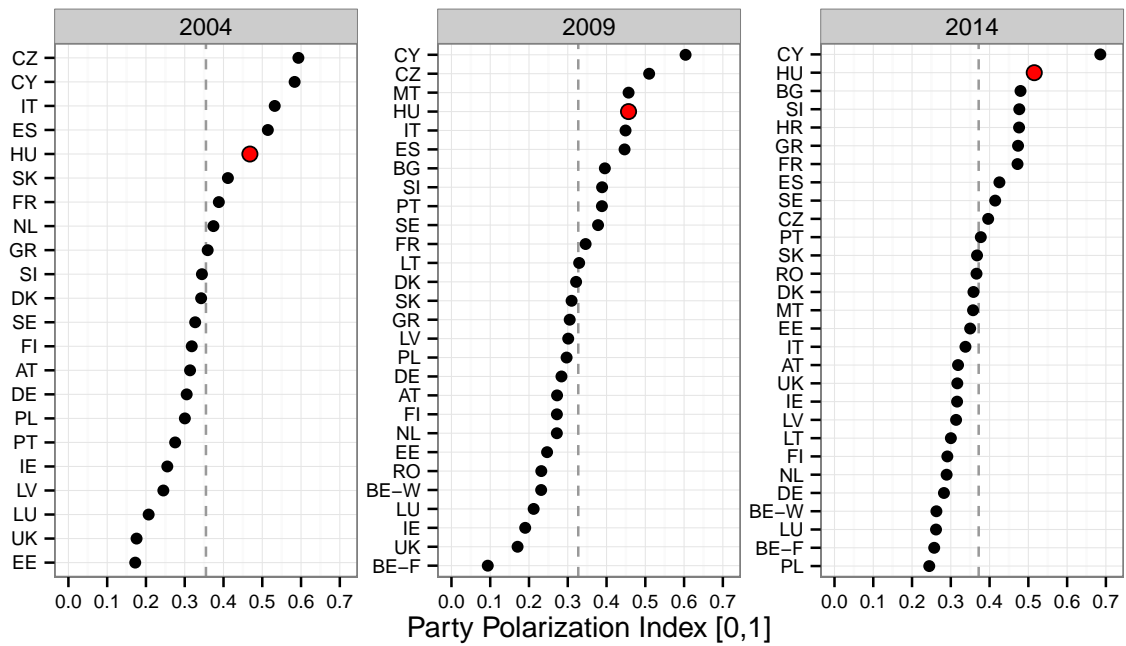 2004
CZ
CY
IT
ES
HU
SK
FR
NL
GR
SI
DK
SE
FI
AT
DE
PL
PT
IE
LV
LU
UK
EE
0.0 0.1 0.2 0.3 0.4 0.5 0.6 0.7
2009
CY
CZ
MT
HU
IT
ES
BG
SI
PT
SE
FR
LT
DK
SK
GR
LV
PL
DE
AT
FI
NL
EE
RO
BE−W
LU
IE
UK
BE−F
0.0 0.1 0.2 0.3 0.4 0.5 0.6 0.7
2014
CY
HU
BG
SI
HR
GR
FR
ES
SE
CZ
PT
SK
RO
DK
MT
EE
IT
AT
UK
IE
LV
LT
FI
NL
DE
BE−W
LU
BE−F
PL
0.0 0.1 0.2 0.3 0.4 0.5 0.6 0.7
Party Polarization Index [0,1]